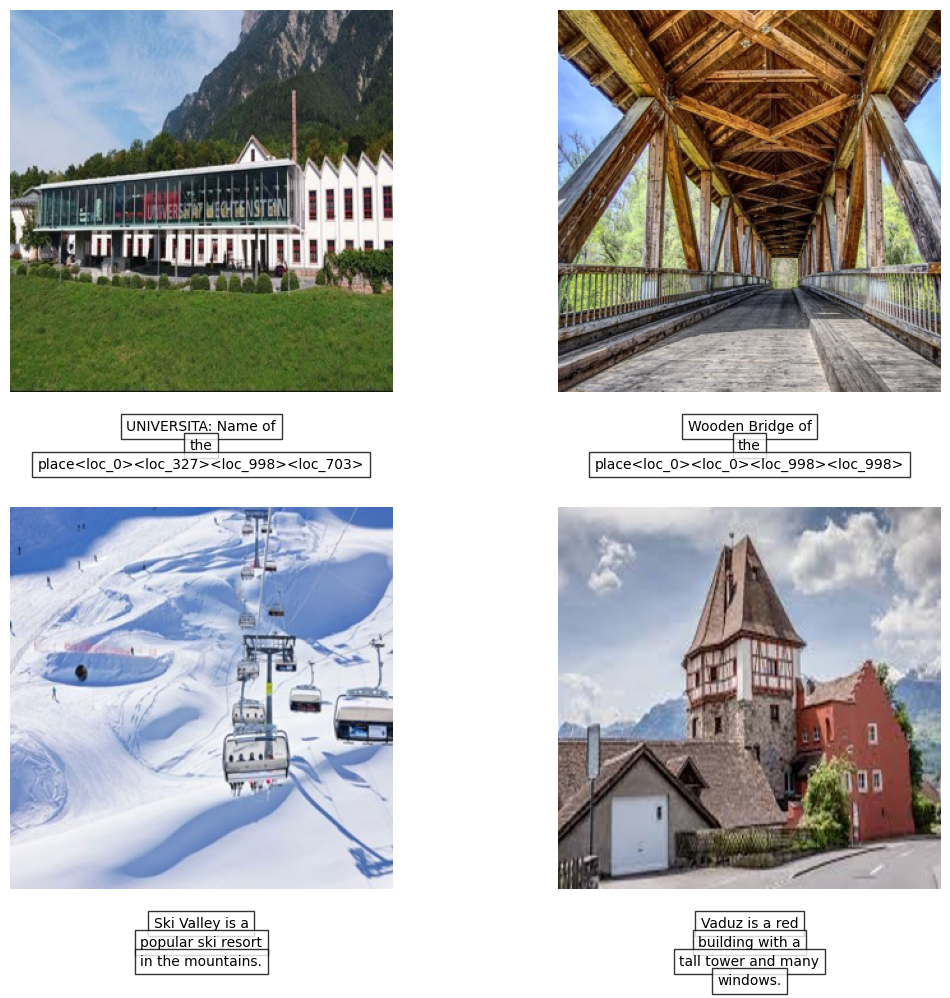 UNIVERSITÄT LIECHTENSTEIN
UNIVERSITA: Name of
the
place<loc_0><loc_327><loc_998><loc_703>
Wooden Bridge of
the
place<loc_0><loc_0><loc_998><loc_998>
Ski Valley is a
popular ski resort
in the mountains.
Vaduz is a red
building with a
tall tower and many
windows.